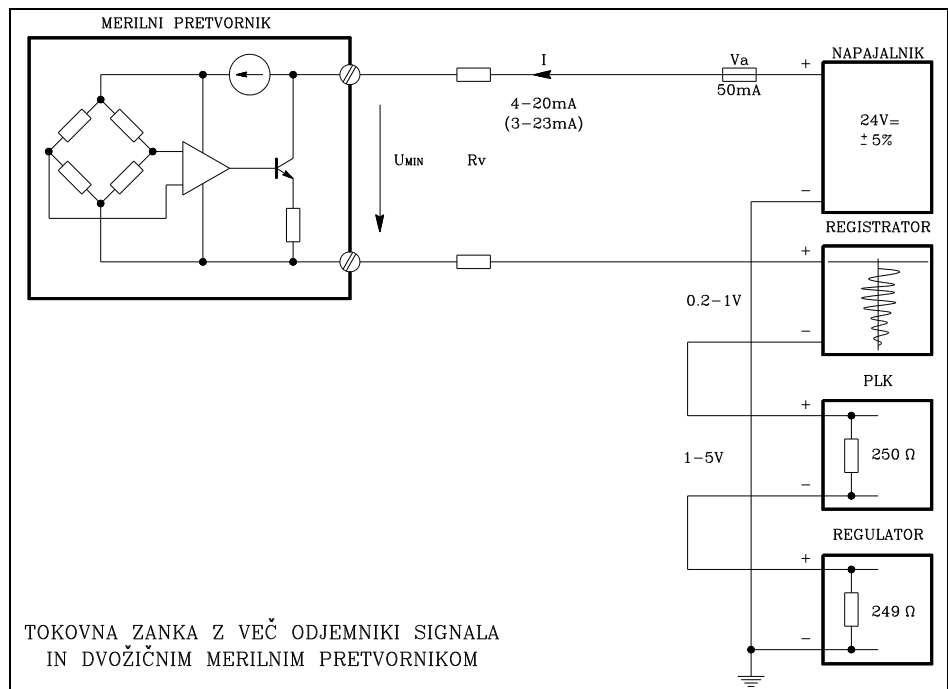 MERILNI PRETVORNIK
I
4-20mA
(3-23mA)
Va
50mA
+
NAPAJALNIK
24V=
± 5%
−
UMIN
Rv
REGISTRATOR
+
0.2-1V
−
PLK
+
250 Ω
1-5V
−
REGULATOR
+
249 Ω
−
TOKOVNA ZANKA Z VEČ ODJEMNIKI SIGNALA
IN DVOŽIČNIM MERILNIM PRETVORNIKOM